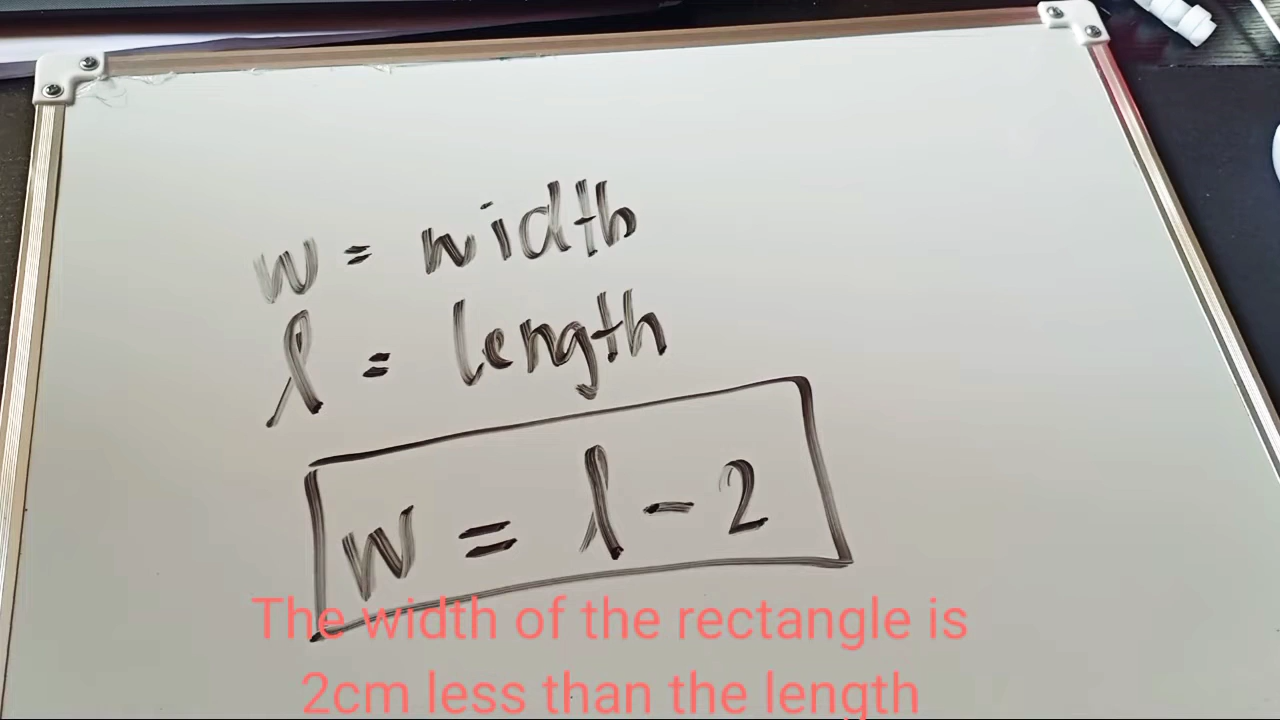 w = width
l = length
w = l - 2
The width of the rectangle is
2cm less than the length